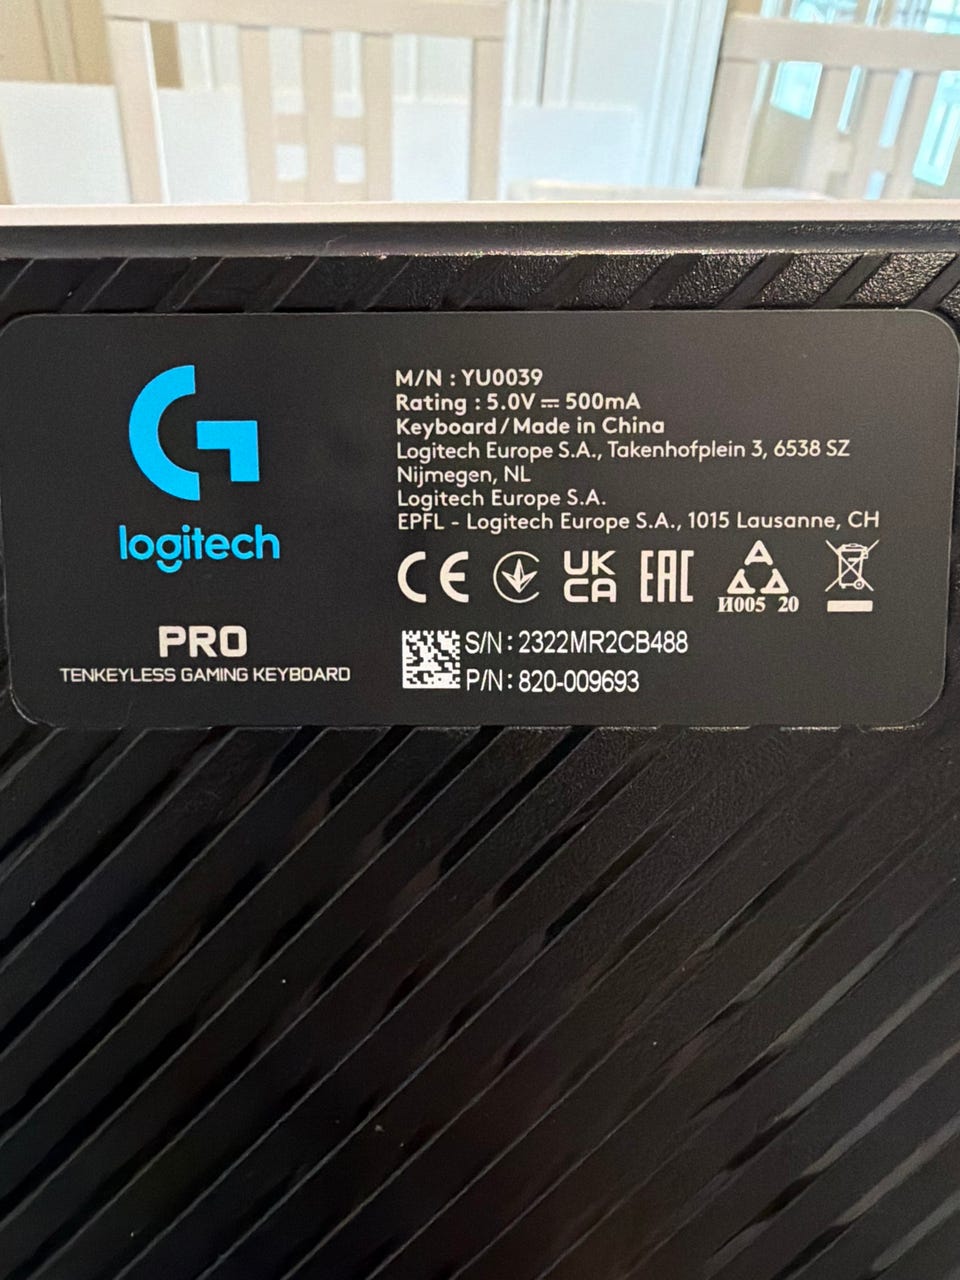 logitech
PRO
TENKEYLESS GAMING KEYBOARD
M/N : YU0039
Rating : 5.0V ⎓ 500mA
Keyboard / Made in China
Logitech Europe S.A., Takenhofplein 3, 6538 SZ
Nijmegen, NL
Logitech Europe S.A.
EPFL - Logitech Europe S.A., 1015 Lausanne, CH
CE UK CA EAC
И005 20
S/N : 2322MR2CB488
P/N : 820-009693